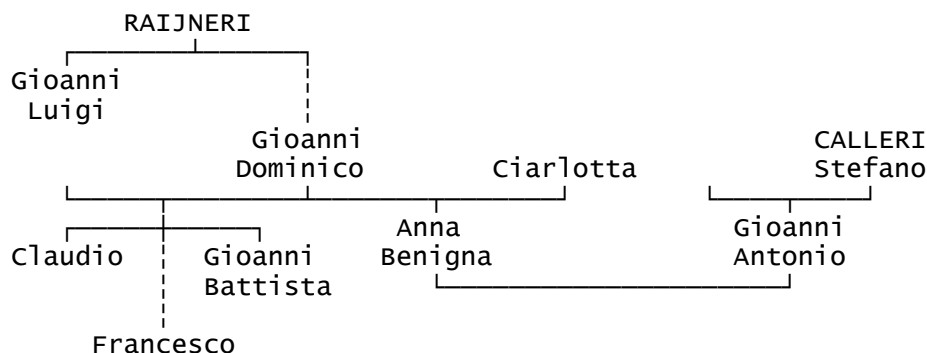 RAIJNERI
Gioanni
Luigi
Gioanni CALLERI
Dominico Ciarlotta Stefano
Anna Gioanni
Claudio Gioanni Benigna Antonio
Battista
Francesco